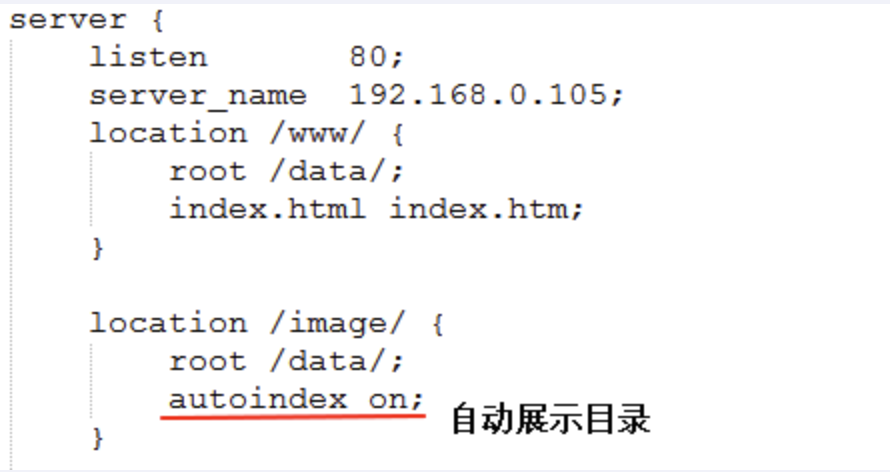 server {
listen 80;
server_name 192.168.0.105;
location /www/ {
root /data/;
index.html index.htm;
}
location /image/ {
root /data/;
autoindex on; 自动展示目录
}